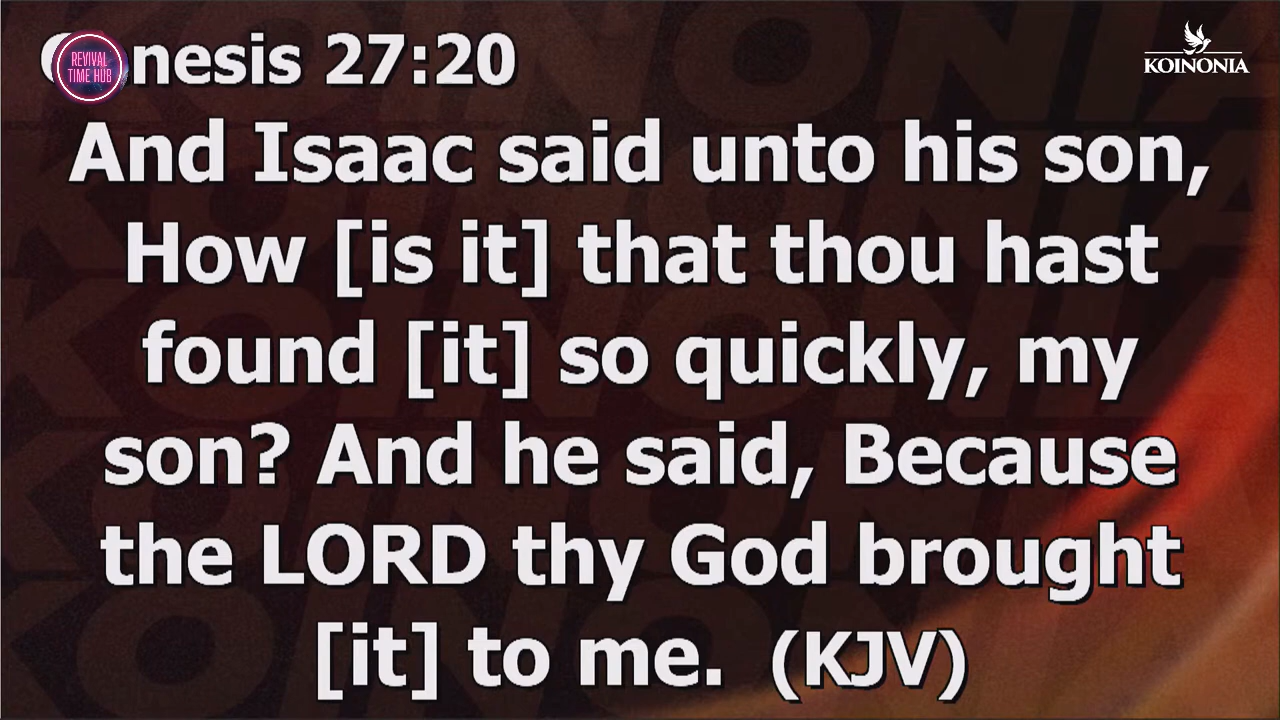 Genesis 27:20
REVIVAL
TIME HUB
KOINONIA
And Isaac said unto his son,
How [is it] that thou hast
found [it] so quickly, my
son? And he said, Because
the LORD thy God brought
[it] to me. (KJV)